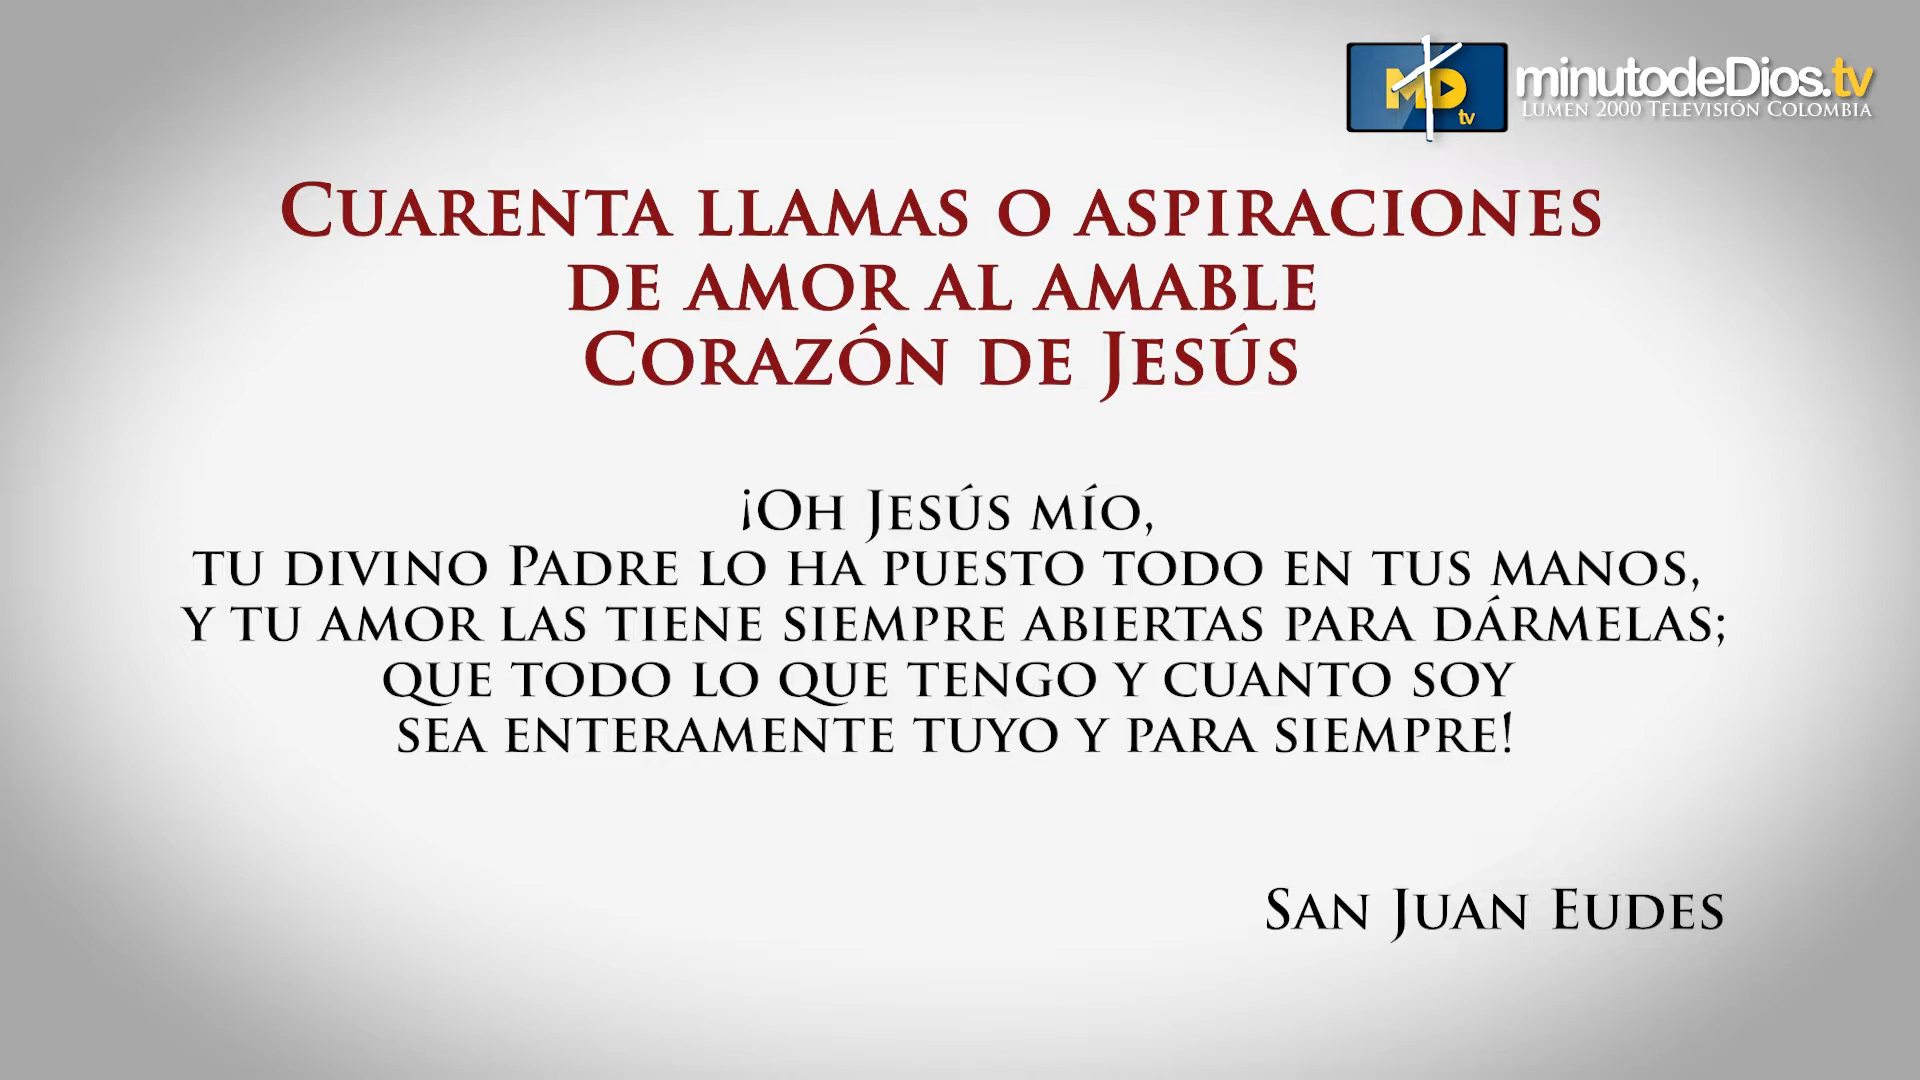 MD tv
minutodeDios.tv
Lumen 2000 Televisión Colombia
Cuarenta llamas o aspiraciones
de amor al amable
Corazón de Jesús
¡Oh Jesús mío,
tu divino Padre lo ha puesto todo en tus manos,
y tu amor las tiene siempre abiertas para dármelas;
que todo lo que tengo y cuanto soy
sea enteramente tuyo y para siempre!
San Juan Eudes